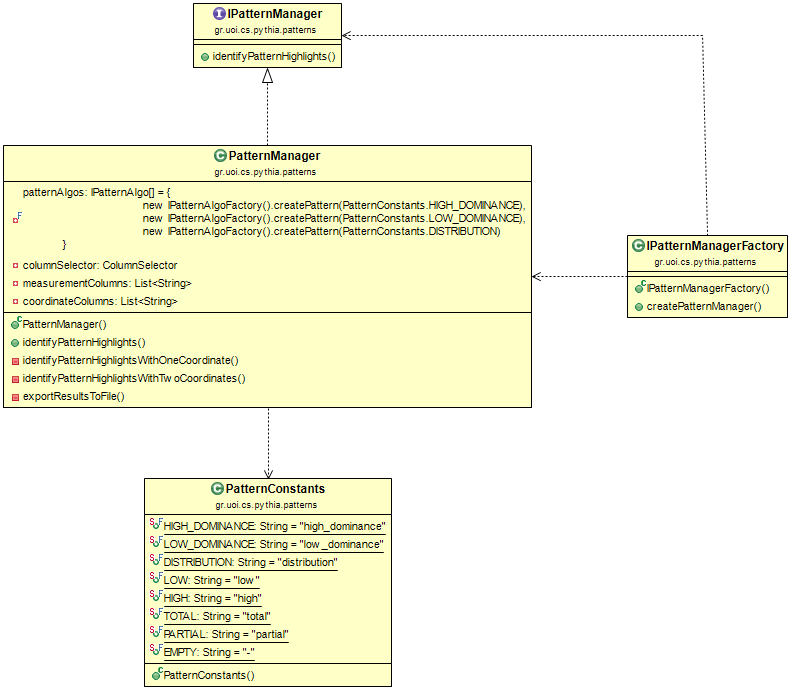 IPatternManager
gr.uoi.cs.pythia.patterns
identifyPatternHighlights()
PatternManager
gr.uoi.cs.pythia.patterns
patternAlgos: IPatternAlgo[] = {
new IPatternAlgoFactory().createPattern(PatternConstants.HIGH_DOMINANCE),
new IPatternAlgoFactory().createPattern(PatternConstants.LOW_DOMINANCE),
new IPatternAlgoFactory().createPattern(PatternConstants.DISTRIBUTION)
}
columnSelector: ColumnSelector
measurementColumns: List<String>
coordinateColumns: List<String>
PatternManager()
identifyPatternHighlights()
identifyPatternHighlightsWithOneCoordinate()
identifyPatternHighlightsWithTwoCoordinates()
exportResultsToFile()
IPatternManagerFactory
gr.uoi.cs.pythia.patterns
IPatternManagerFactory()
createPatternManager()
PatternConstants
gr.uoi.cs.pythia.patterns
HIGH_DOMINANCE: String = "high_dominance"
LOW_DOMINANCE: String = "low_dominance"
DISTRIBUTION: String = "distribution"
LOW: String = "low"
HIGH: String = "high"
TOTAL: String = "total"
PARTIAL: String = "partial"
EMPTY: String = "-"
PatternConstants()